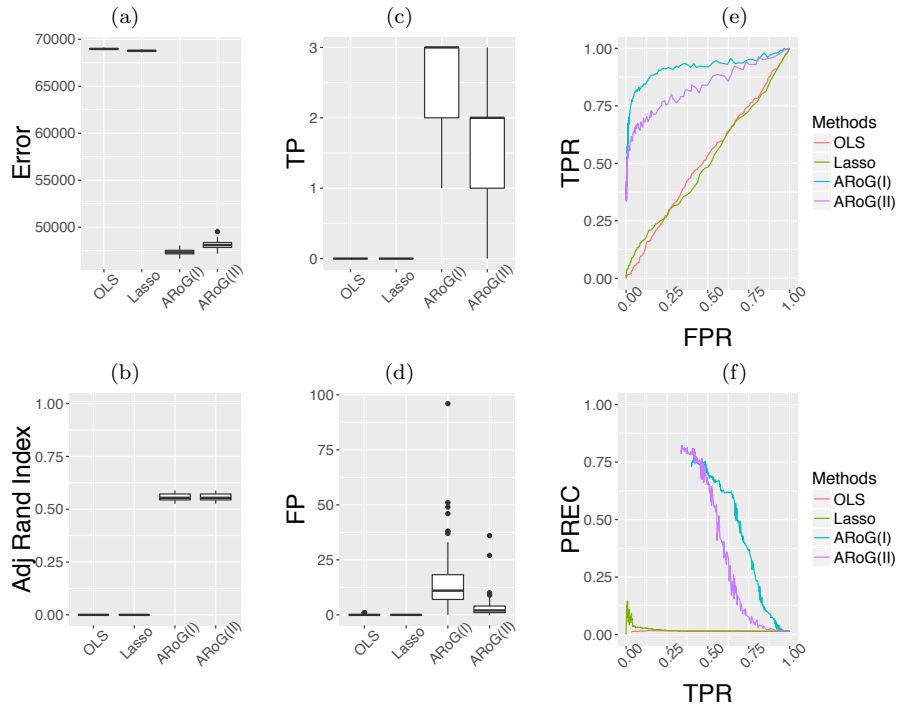 (a)
Error
70000
65000
60000
55000
50000
OLS
Lasso
ARoG(I)
ARoG(II)
(c)
TP
3
2
1
0
OLS
Lasso
ARoG(I)
ARoG(II)
(e)
TPR
1.00
0.75
0.50
0.25
0.00
0.00
0.25
0.50
0.75
1.00
FPR
Methods
OLS
Lasso
ARoG(I)
ARoG(II)
(b)
Adj Rand Index
1.00
0.75
0.50
0.25
0.00
OLS
Lasso
ARoG(I)
ARoG(II)
(d)
FP
100
75
50
25
0
OLS
Lasso
ARoG(I)
ARoG(II)
(f)
PREC
1.00
0.75
0.50
0.25
0.00
0.00
0.25
0.50
0.75
1.00
TPR
Methods
OLS
Lasso
ARoG(I)
ARoG(II)